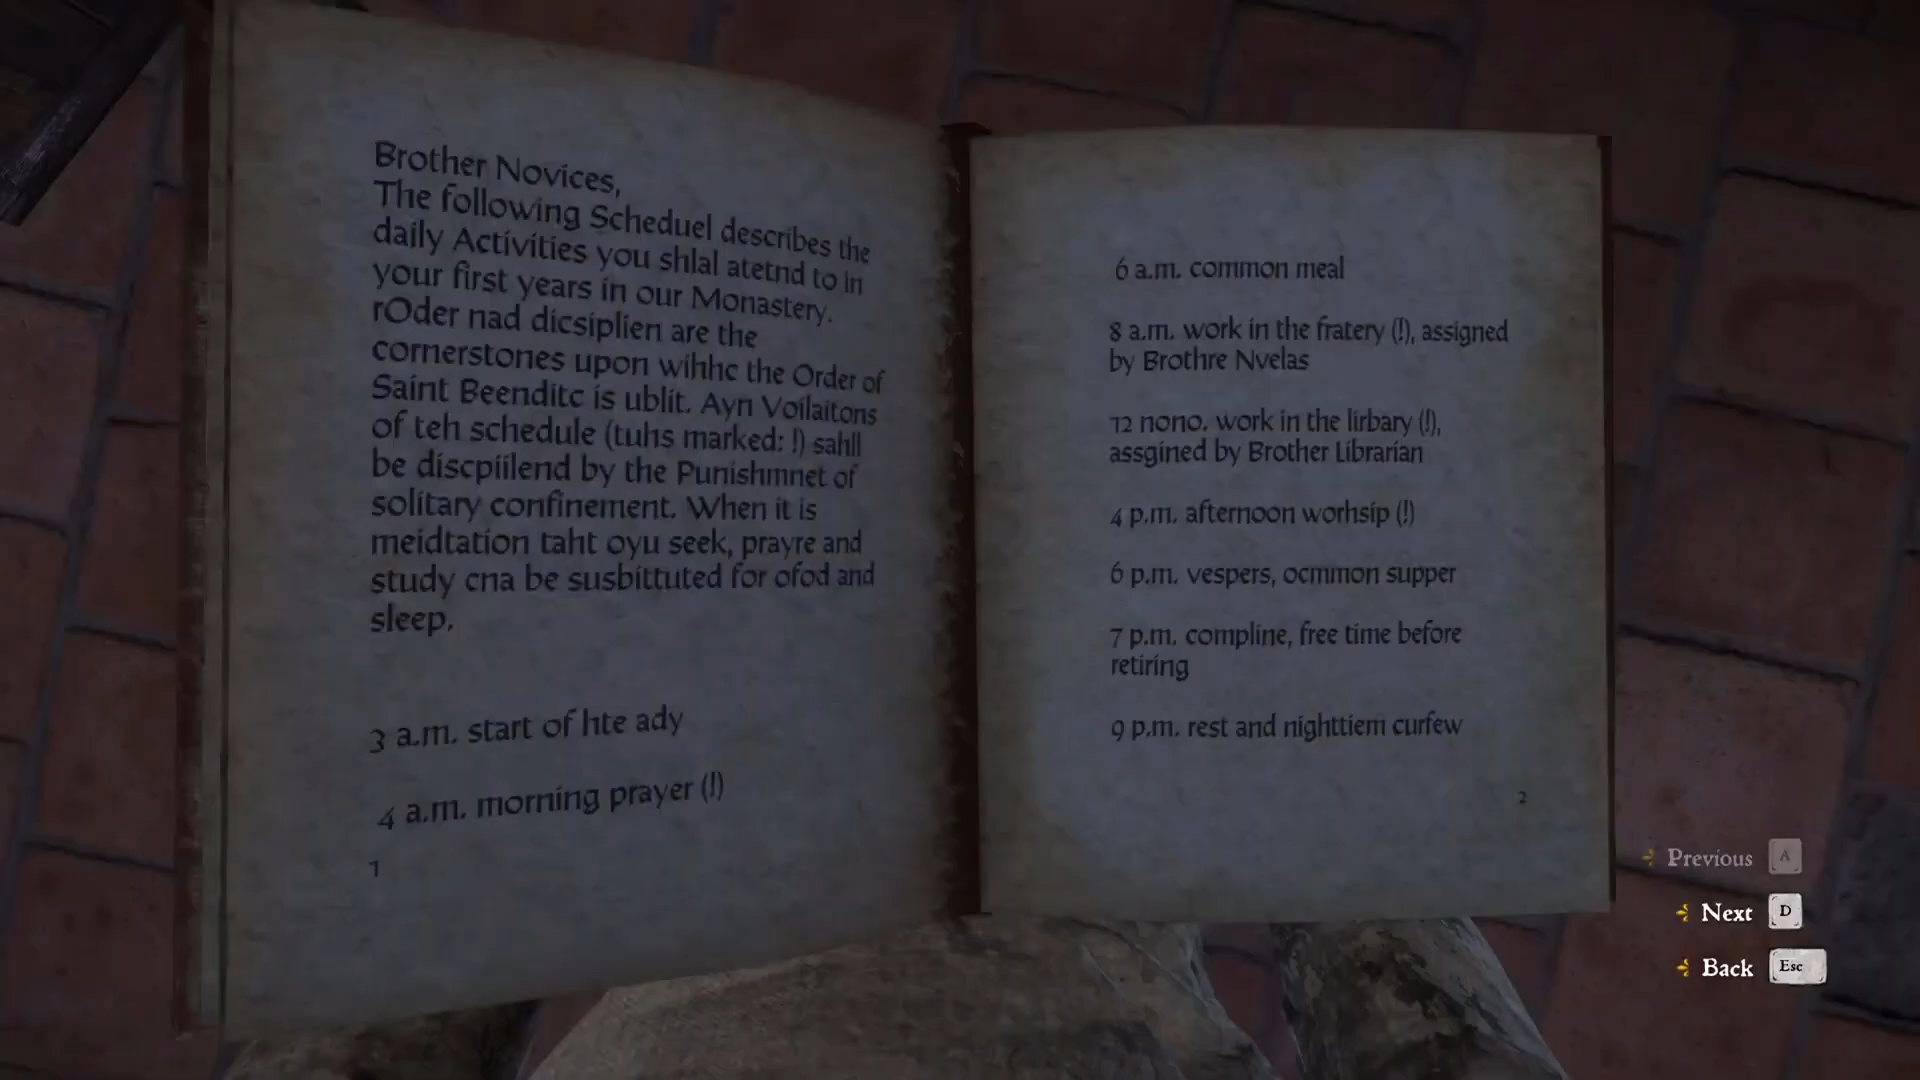 Brother Novices,
The following Scheduel describes the
daily Activities you shlal atetnd to in
your first years in our Monastery.
rOder nad dicsiplien are the
cornerstones upon wihhc the Order of
Saint Beenditc is ublit. Ayn Voilaitons
of teh schedule (tuhs marked: !) sahll
be discpiilend by the Punishmnet of
solitary confinement. When it is
meidtation taht oyu seek, prayre and
study cna be susbittuted for ofod and
sleep.
3 a.m. start of hte ady
4 a.m. morning prayer (!)
1
6 a.m. common meal
8 a.m. work in the fratery (!), assigned
by Brothre Nvelas
12 nono. work in the lirbary (!),
assgined by Brother Librarian
4 p.m. afternoon worhsip (!)
6 p.m. vespers, ocmmon supper
7 p.m. compline, free time before
retiring
9 p.m. rest and nighttiem curfew
2
Previous A
Next D
Back Esc